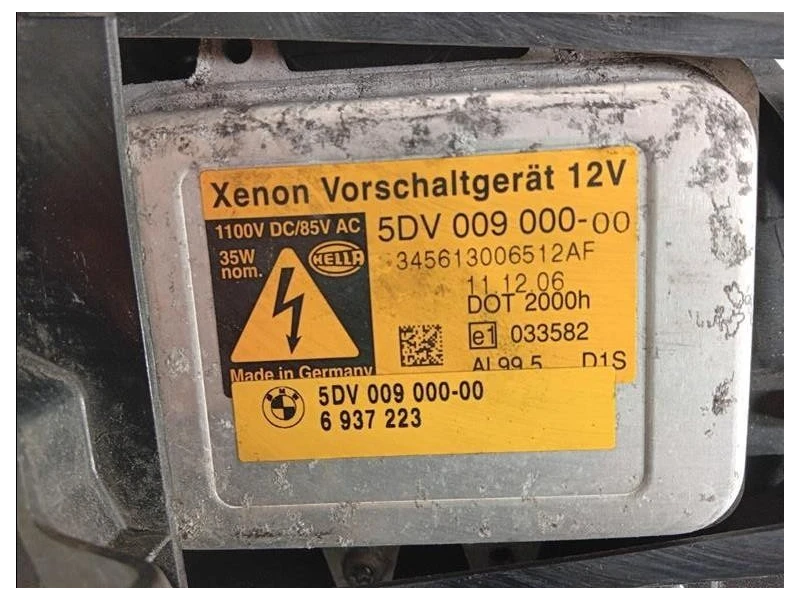 Xenon Vorschaltgerät 12V
1100V DC/85V AC
35W
nom.
HELLA
Made in Germany
5DV 009 000-00
345613006512AF
11.12.06
DOT 2000h
e1 033582
AL99.5 D1S
5DV 009 000-00
6 937 223